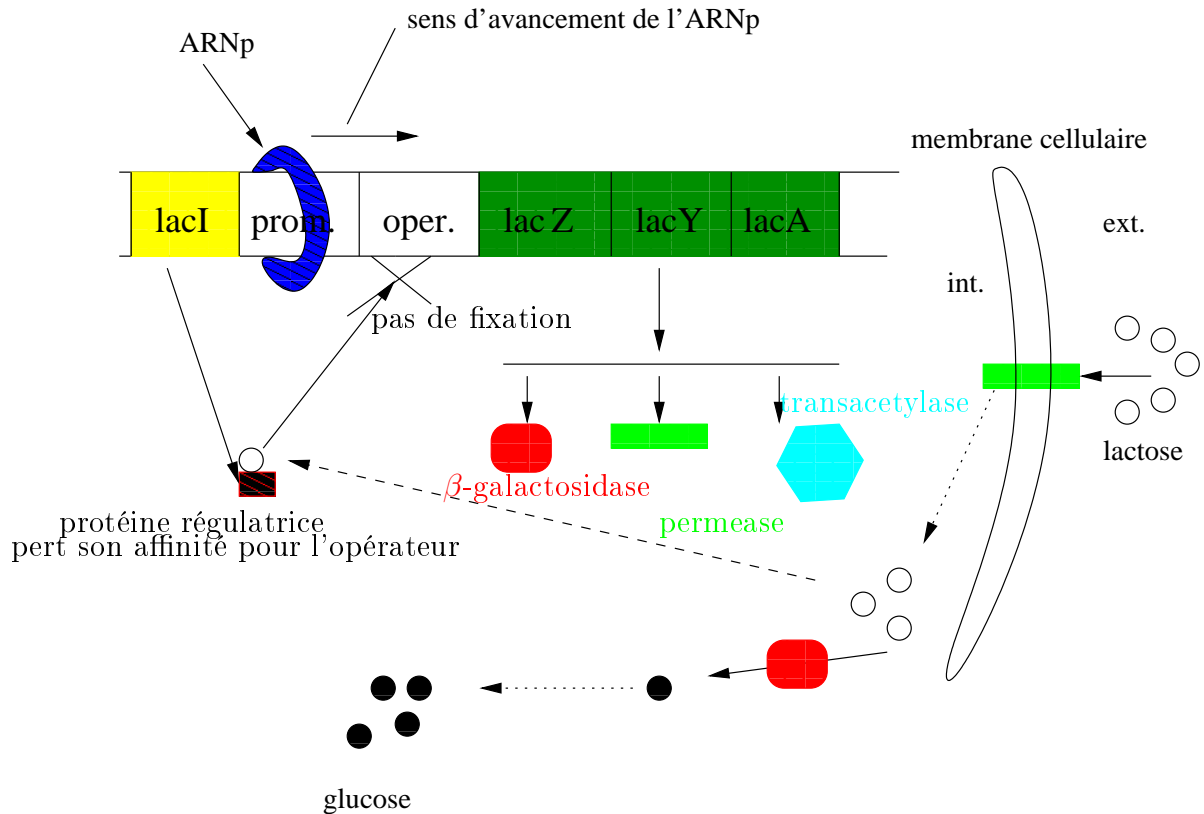 sens d'avancement de l'ARNp
ARNp
membrane cellulaire
lacI
prom.
oper.
lac Z
lacY
lacA
ext.
int.
pas de fixation
transacetylase
lactose
β-galactosidase
permease
protéine régulatrice
pert son affinité pour l'opérateur
glucose